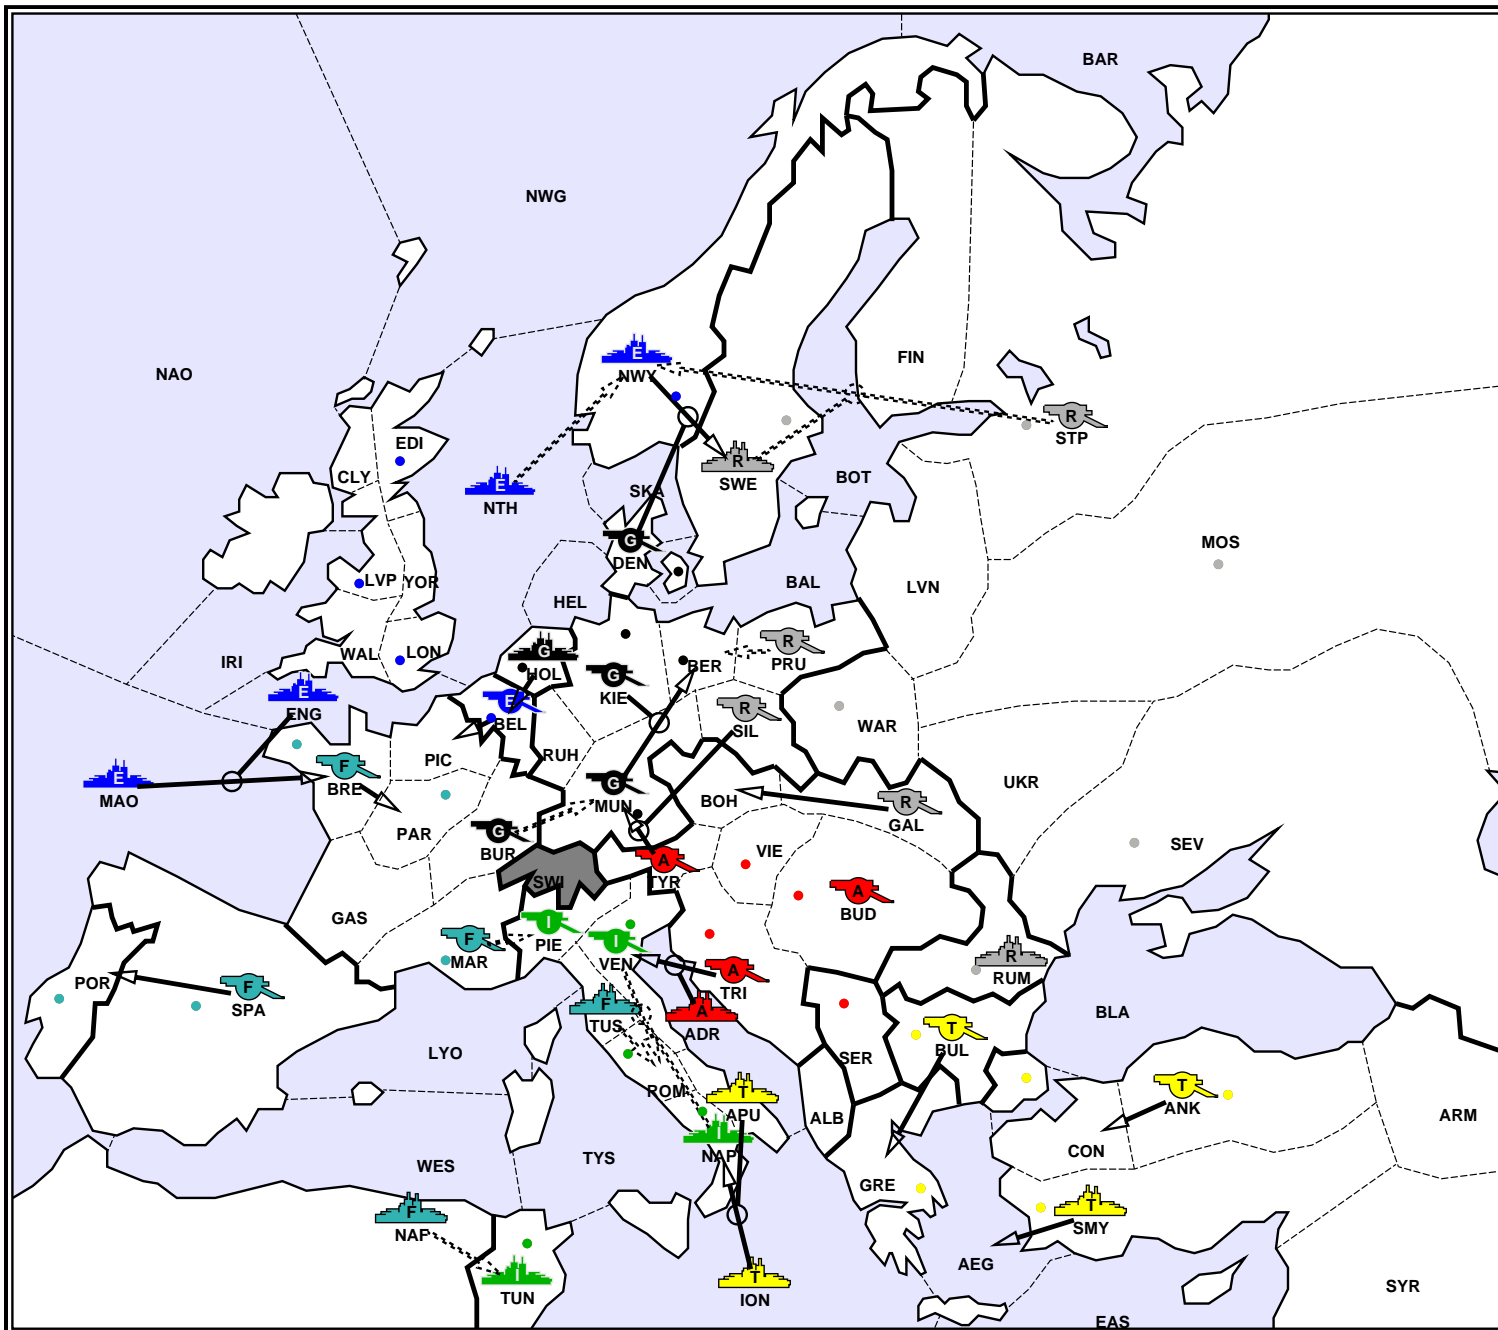 BAR
NWG
NAO
E
NWY
FIN
R
STP
EDI
CLY
E
NTH
SKA
R
SWE
BOT
G
DEN
MOS
LVP
YOR
HEL
BAL
LVN
IRI
WAL
LON
G
HOL
G
KIE
BER
R
PRU
E
ENG
E
BEL
R
SIL
WAR
PIC
RUH
UKR
E
MAO
F
BRE
G
MUN
BOH
R
GAL
PAR
G
BUR
VIE
SEV
SWI
A
TYR
A
BUD
GAS
F
MAR
I
PIE
I
VEN
R
RUM
POR
F
SPA
A
TRI
F
TUS
A
ADR
BLA
LYO
T
BUL
SER
ROM
T
APU
ALB
T
ANK
ARM
I
NAP
CON
WES
TYS
GRE
F
NAP
T
SMY
AEG
I
TUN
T
ION
SYR
EAS